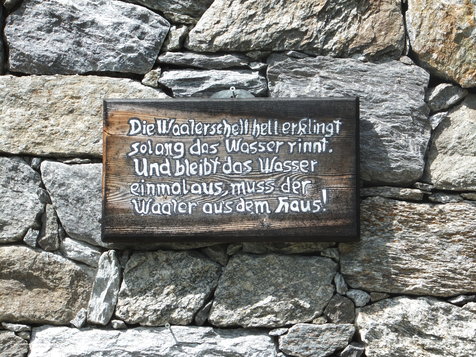 Die Waalerschell hell erklingt
solang das Wasser rinnt.
Und bleibt das Wasser
einmal aus, muss der
Waaler aus dem Haus!